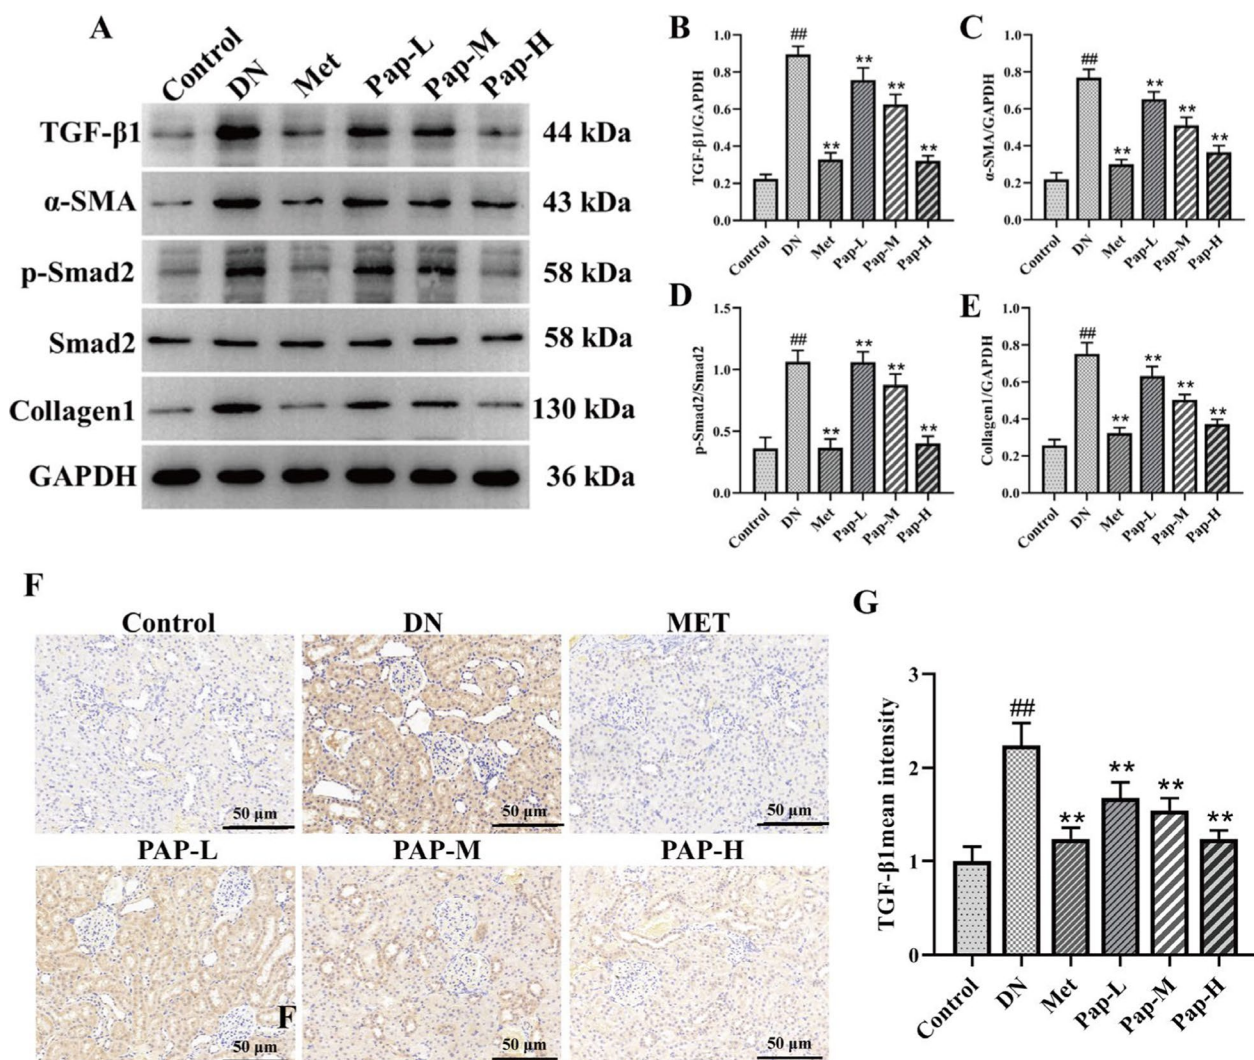 A
Control
DN
Met
Pap-L
Pap-M
Pap-H
TGF-β1
44 kDa
α-SMA
43 kDa
p-Smad2
58 kDa
Smad2
58 kDa
Collagen1
130 kDa
GAPDH
36 kDa
B
TGF-β1/GAPDH
1.0
0.8
0.6
0.4
0.2
0.0
##
**
**
**
**
Control
DN
Met
Pap-L
Pap-M
Pap-H
C
α-SMA/GAPDH
1.0
0.8
0.6
0.4
0.2
0.0
##
**
**
**
**
Control
DN
Met
Pap-L
Pap-M
Pap-H
D
p-Smad2/Smad2
1.5
1.0
0.5
0.0
##
**
**
**
**
Control
DN
Met
Pap-L
Pap-M
Pap-H
E
Collagen1/GAPDH
1.0
0.8
0.6
0.4
0.2
0.0
##
**
**
**
**
Control
DN
Met
Pap-L
Pap-M
Pap-H
F
Control
DN
MET
50 µm
50 µm
50 µm
PAP-L
PAP-M
PAP-H
F
50 µm
50 µm
50 µm
G
TGF-β1mean intensity
3
2
1
0
##
**
**
**
**
Control
DN
Met
Pap-L
Pap-M
Pap-H